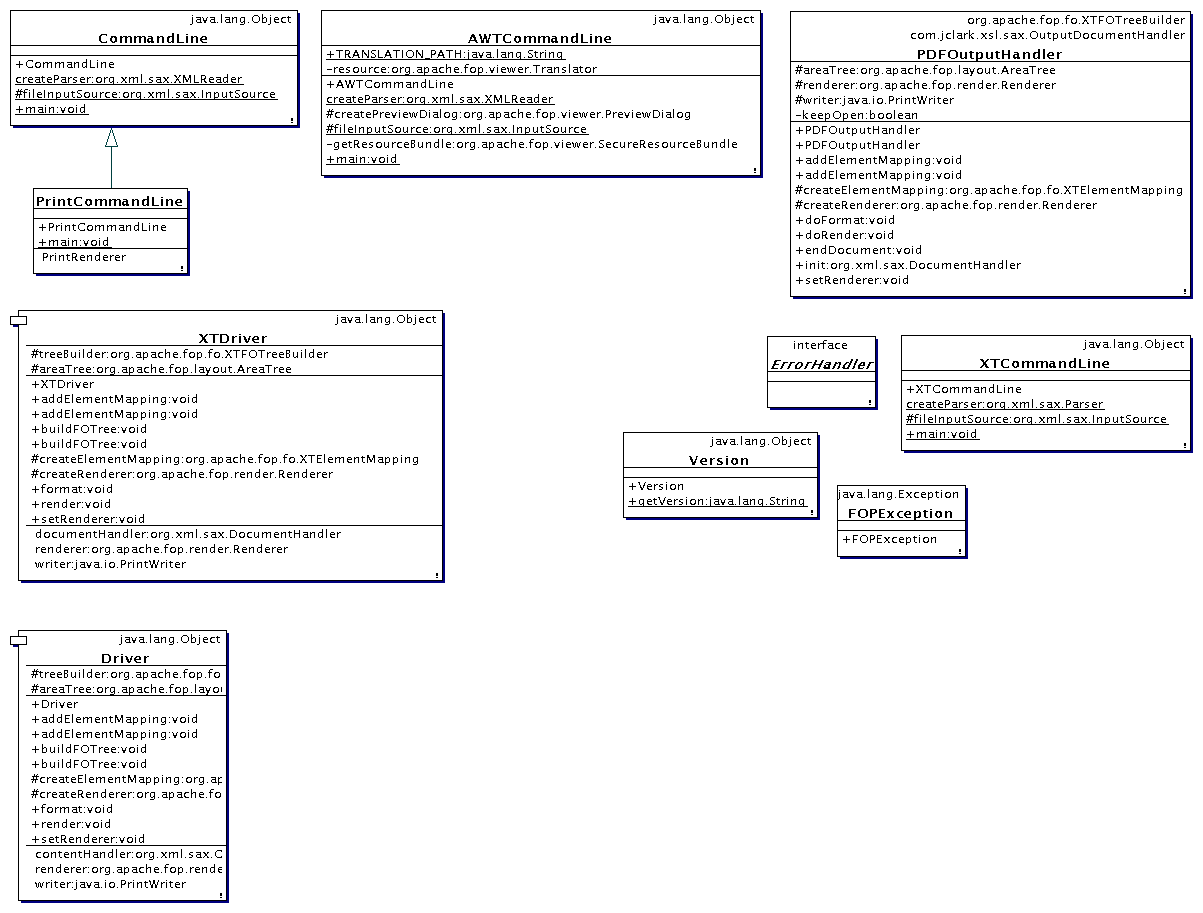 java.lang.Object
CommandLine
+CommandLine
createParser:org.xml.sax.XMLReader
#fileInputSource:org.xml.sax.InputSource
+main:void
!
PrintCommandLine
+PrintCommandLine
+main:void
PrintRenderer
!
java.lang.Object
AWTCommandLine
+TRANSLATION_PATH:java.lang.String
-resource:org.apache.fop.viewer.Translator
+AWTCommandLine
createParser:org.xml.sax.XMLReader
#createPreviewDialog:org.apache.fop.viewer.PreviewDialog
#fileInputSource:org.xml.sax.InputSource
-getResourceBundle:org.apache.fop.viewer.SecureResourceBundle
+main:void
!
org.apache.fop.fo.XTFOTreeBuilder
com.jclark.xsl.sax.OutputDocumentHandler
PDFOutputHandler
#areaTree:org.apache.fop.layout.AreaTree
#renderer:org.apache.fop.render.Renderer
#writer:java.io.PrintWriter
-keepOpen:boolean
+PDFOutputHandler
+PDFOutputHandler
+addElementMapping:void
+addElementMapping:void
#createElementMapping:org.apache.fop.fo.XTElementMapping
#createRenderer:org.apache.fop.render.Renderer
+doFormat:void
+doRender:void
+endDocument:void
+init:org.xml.sax.DocumentHandler
+setRenderer:void
!
java.lang.Object
XTDriver
#treeBuilder:org.apache.fop.fo.XTFOTreeBuilder
#areaTree:org.apache.fop.layout.AreaTree
+XTDriver
+addElementMapping:void
+addElementMapping:void
+buildFOTree:void
+buildFOTree:void
#createElementMapping:org.apache.fop.fo.XTElementMapping
#createRenderer:org.apache.fop.render.Renderer
+format:void
+render:void
+setRenderer:void
documentHandler:org.xml.sax.DocumentHandler
renderer:org.apache.fop.render.Renderer
writer:java.io.PrintWriter
!
interface
ErrorHandler
!
java.lang.Object
XTCommandLine
+XTCommandLine
createParser:org.xml.sax.Parser
#fileInputSource:org.xml.sax.InputSource
+main:void
!
java.lang.Object
Version
+Version
+getVersion:java.lang.String
!
java.lang.Exception
FOPException
+FOPException
!
java.lang.Object
Driver
#treeBuilder:org.apache.fop.fo
#areaTree:org.apache.fop.layou
+Driver
+addElementMapping:void
+addElementMapping:void
+buildFOTree:void
+buildFOTree:void
#createElementMapping:org.ap
#createRenderer:org.apache.fo
+format:void
+render:void
+setRenderer:void
contentHandler:org.xml.sax.C
renderer:org.apache.fop.rende
writer:java.io.PrintWriter
!